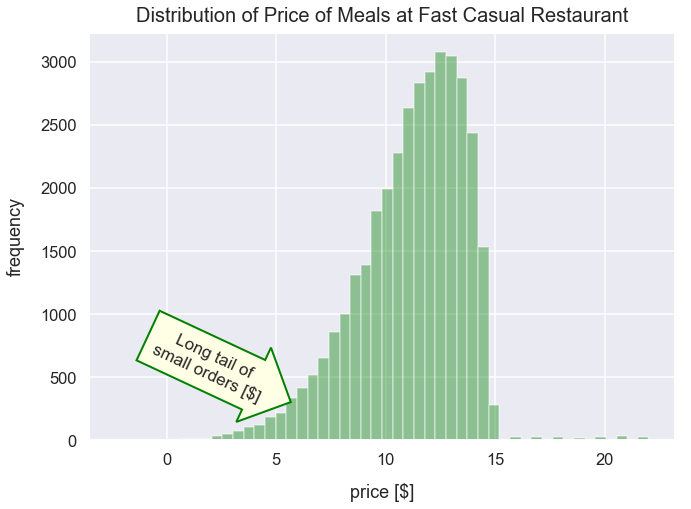 Distribution of Price of Meals at Fast Casual Restaurant
frequency
3000
2500
2000
1500
1000
500
0
Long tail of
small orders [$]
0
5
10
15
20
price [$]